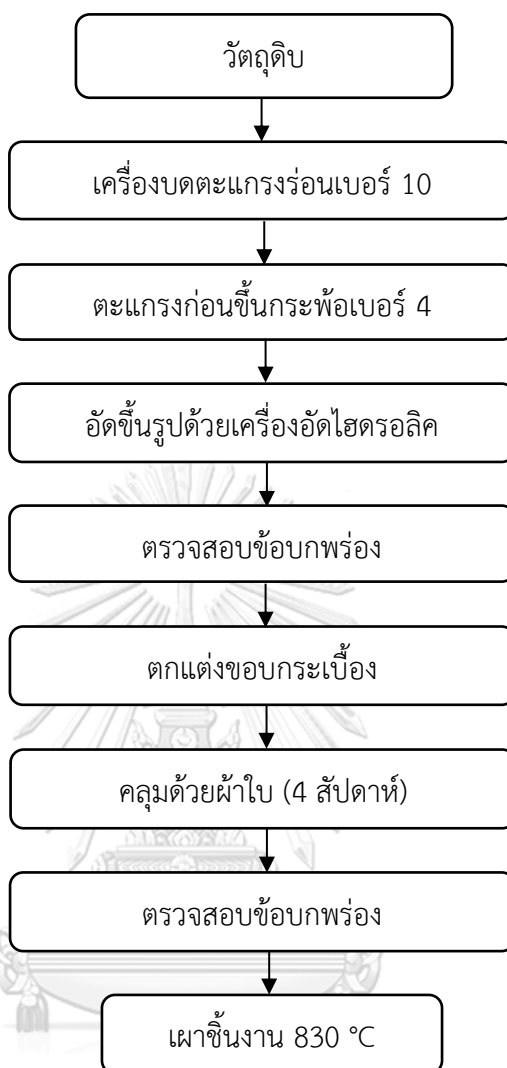 วัตถุดิบ
เครื่องบดตะแกรงร่อนเบอร์ 10
ตะแกรงก่อนขึ้นกระพ้อเบอร์ 4
อัดขึ้นรูปด้วยเครื่องอัดไฮดรอลิค
ตรวจสอบข้อบกพร่อง
ตกแต่งขอบกระเบื้อง
คลุมด้วยผ้าใบ (4 สัปดาห์)
ตรวจสอบข้อบกพร่อง
เผาชิ้นงาน 830 °C